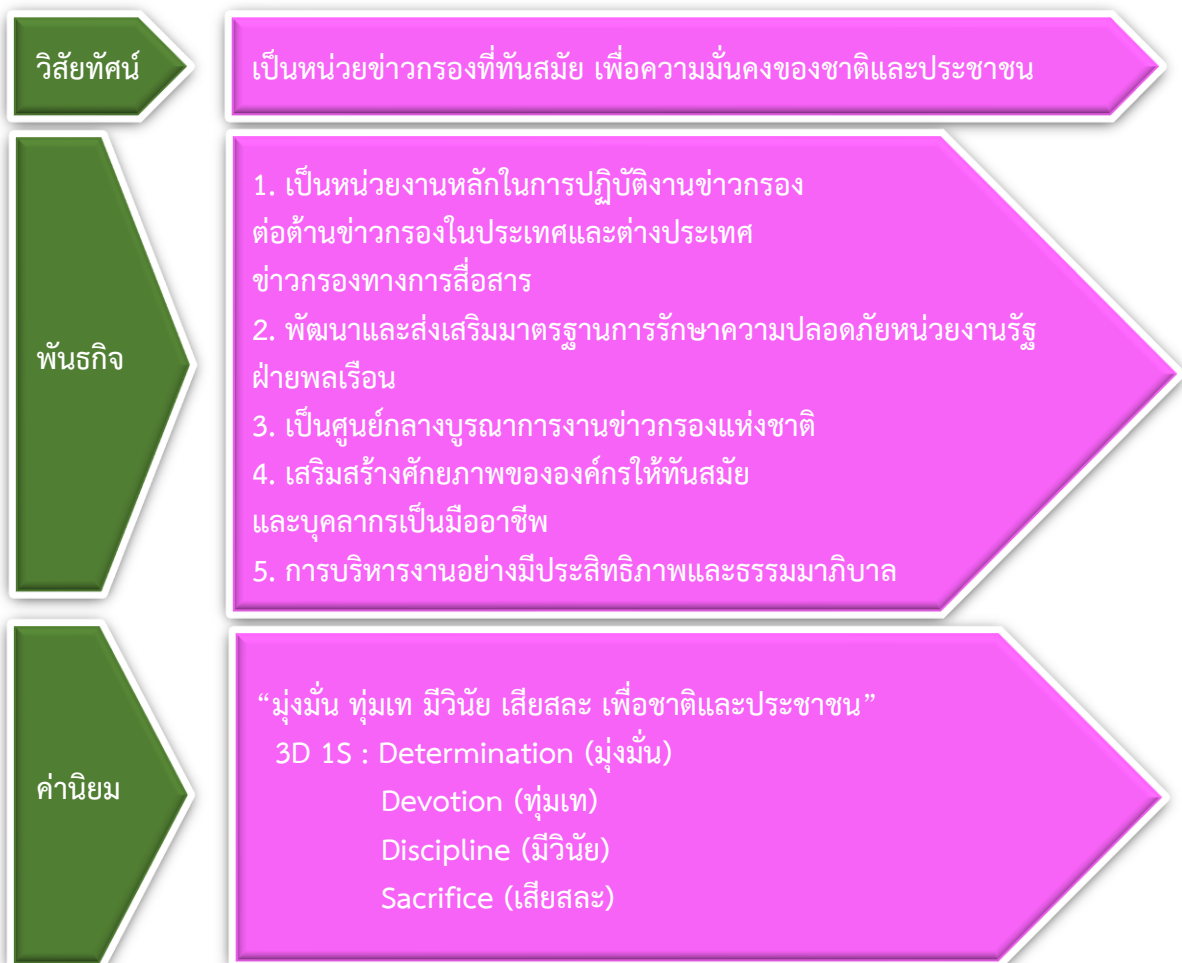 วิสัยทัศน์
เป็นหน่วยข่าวกรองที่ทันสมัย เพื่อความมั่นคงของชาติและประชาชน
พันธกิจ
1. เป็นหน่วยงานหลักในการปฏิบัติงานข่าวกรอง
ต่อต้านข่าวกรองในประเทศและต่างประเทศ
ข่าวกรองทางการสื่อสาร
2. พัฒนาและส่งเสริมมาตรฐานการรักษาความปลอดภัยหน่วยงานรัฐ
ฝ่ายพลเรือน
3. เป็นศูนย์กลางบูรณาการงานข่าวกรองแห่งชาติ
4. เสริมสร้างศักยภาพขององค์กรให้ทันสมัย
และบุคลากรเป็นมืออาชีพ
5. การบริหารงานอย่างมีประสิทธิภาพและธรรมมาภิบาล
ค่านิยม
“มุ่งมั่น ทุ่มเท มีวินัย เสียสละ เพื่อชาติและประชาชน”
3D 1S : Determination (มุ่งมั่น)
Devotion (ทุ่มเท)
Discipline (มีวินัย)
Sacrifice (เสียสละ)